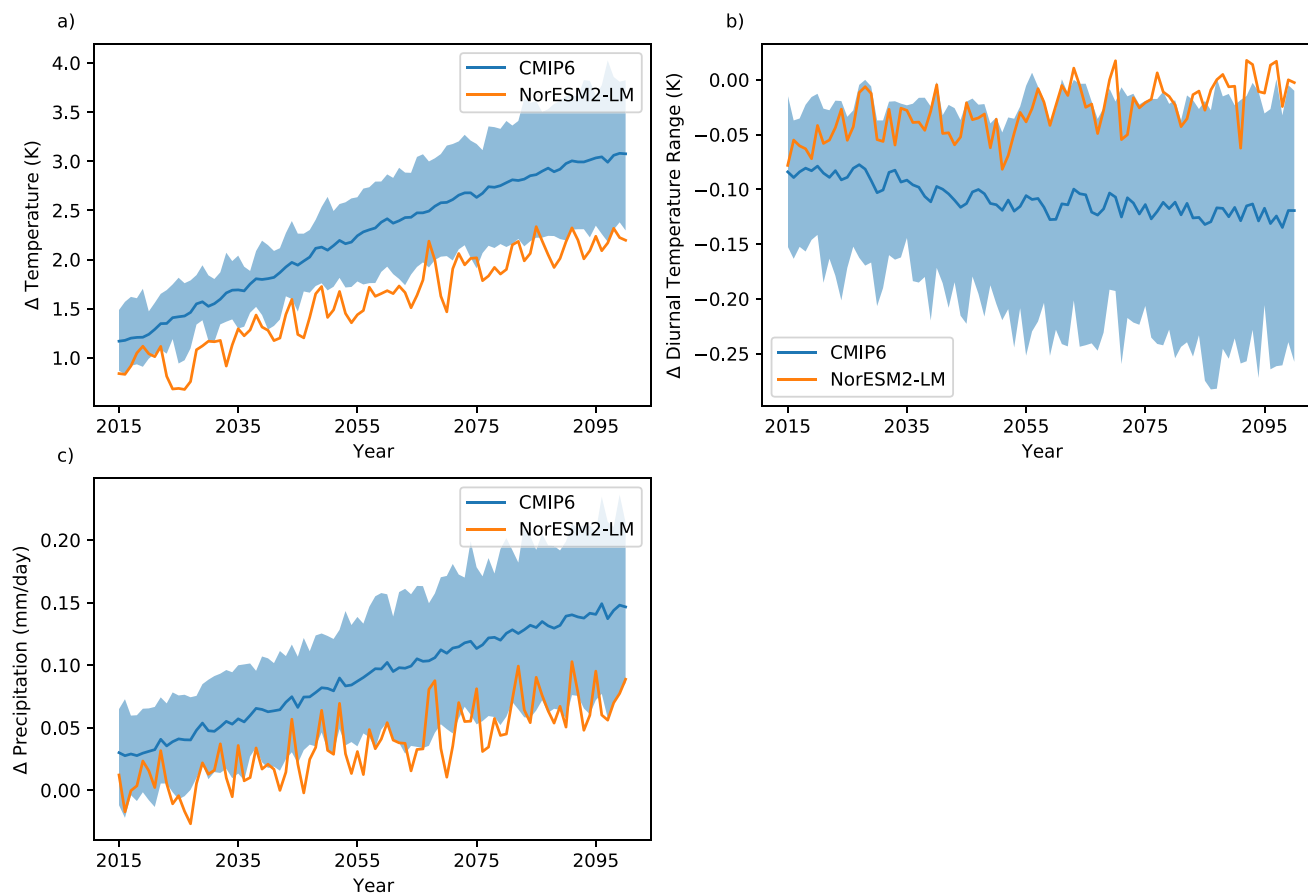 a)
Δ Temperature (K)
4.0
3.5
3.0
2.5
2.0
1.5
1.0
CMIP6
NorESM2-LM
2015 2035 2055 2075 2095
Year
b)
Δ Diurnal Temperature Range (K)
0.00
−0.05
−0.10
−0.15
−0.20
−0.25
CMIP6
NorESM2-LM
2015 2035 2055 2075 2095
Year
c)
Δ Precipitation (mm/day)
0.20
0.15
0.10
0.05
0.00
CMIP6
NorESM2-LM
2015 2035 2055 2075 2095
Year